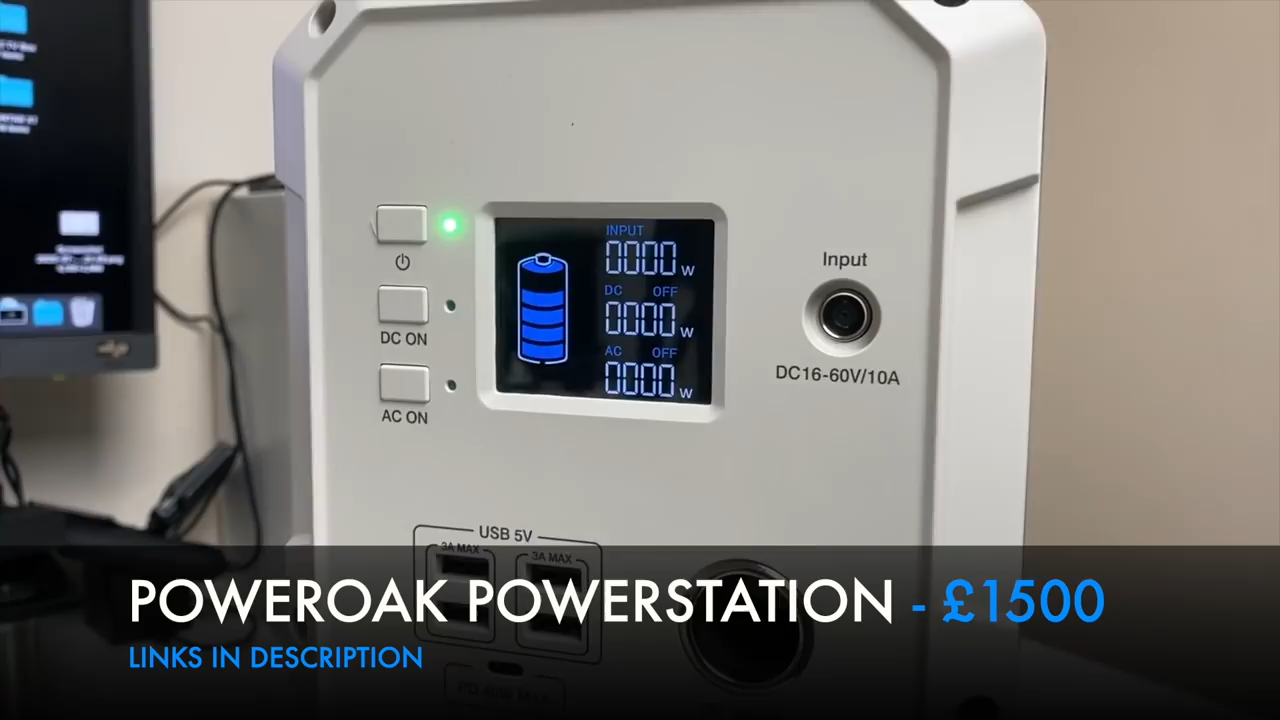 INPUT
0000 W
DC OFF
0000 W
AC OFF
0000 W
DC ON
AC ON
Input
DC16-60V/10A
USB 5V
3A MAX
3A MAX
POWEROAK POWERSTATION - £1500
LINKS IN DESCRIPTION